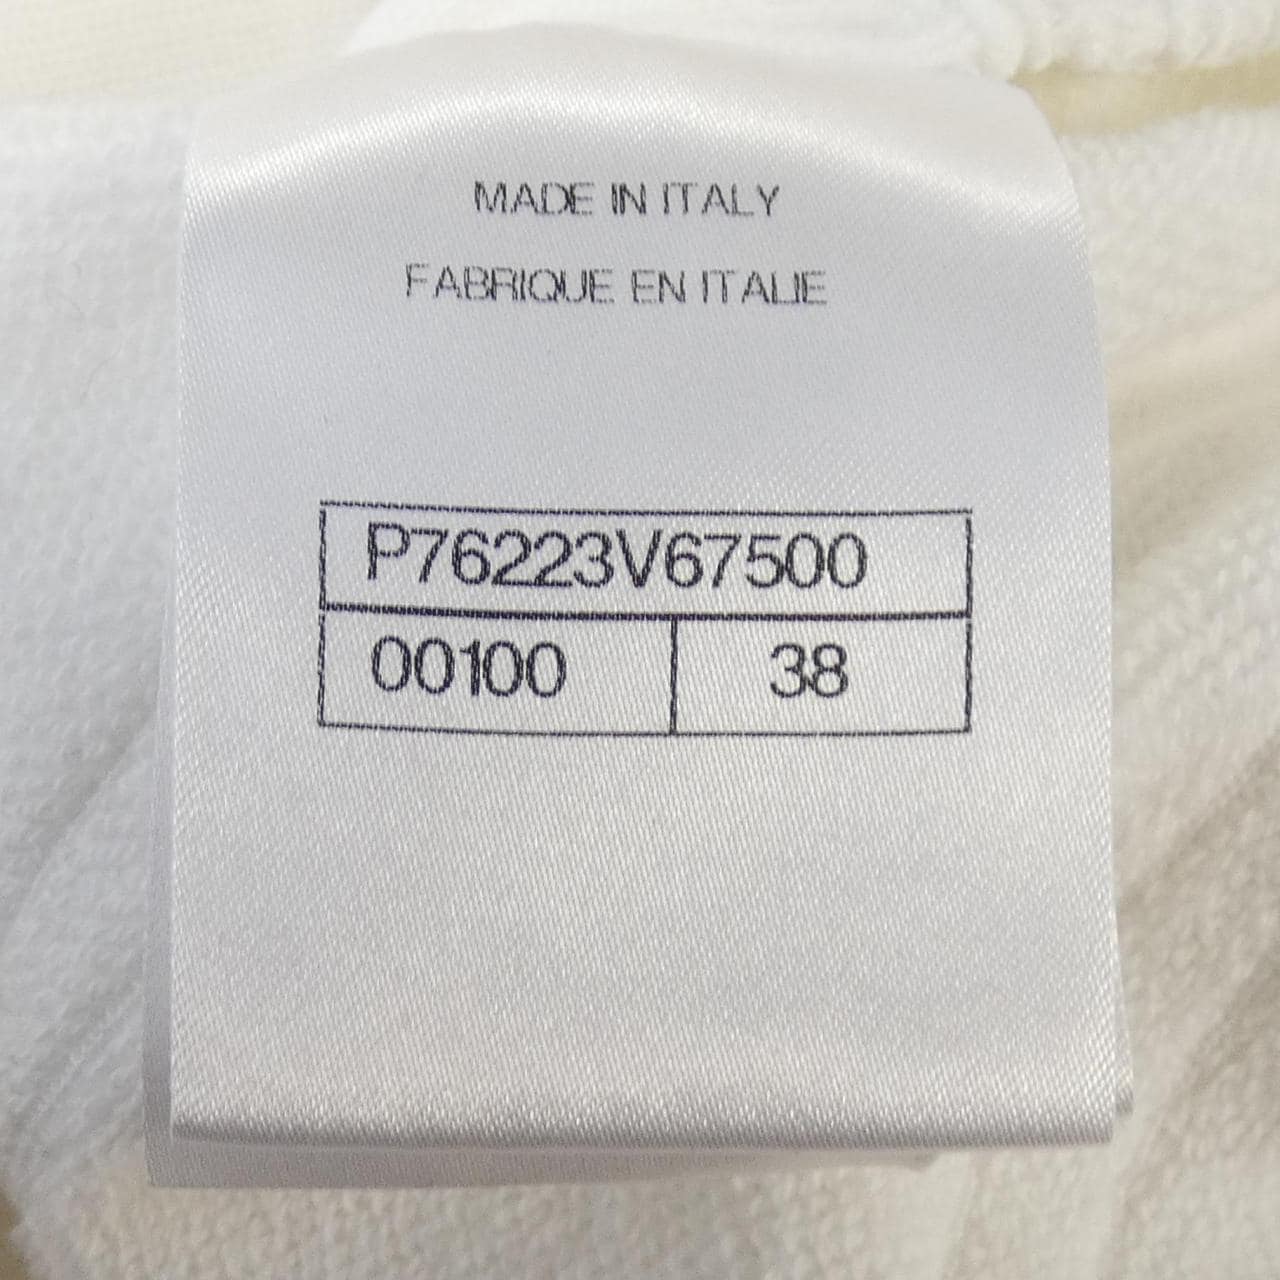 MADE IN ITALY
FABRIQUE EN ITALIE
P76223V67500
00100 38